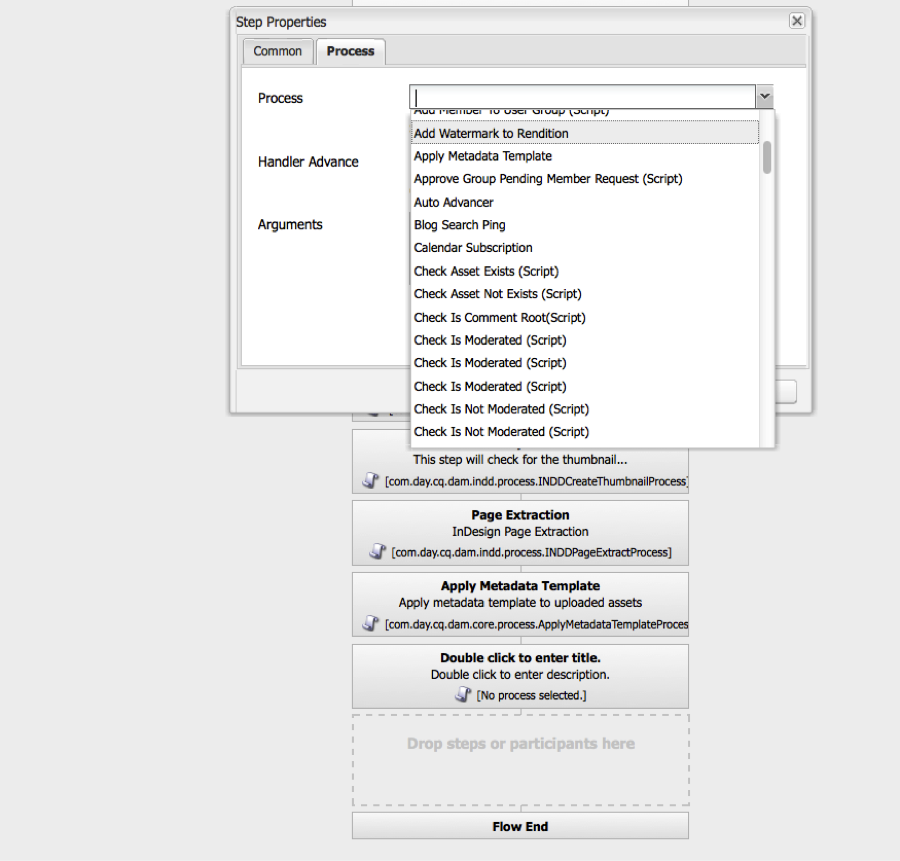 Step Properties
Common
Process
Process
Add Member To User Group (Script)
Add Watermark to Rendition
Apply Metadata Template
Handler Advance
Approve Group Pending Member Request (Script)
Auto Advancer
Arguments
Blog Search Ping
Calendar Subscription
Check Asset Exists (Script)
Check Asset Not Exists (Script)
Check Is Comment Root(Script)
Check Is Moderated (Script)
Check Is Moderated (Script)
Check Is Moderated (Script)
Check Is Not Moderated (Script)
Check Is Not Moderated (Script)
This step will check for the thumbnail...
[com.day.cq.dam.indd.process.INDDCreateThumbnailProcess]
Page Extraction
InDesign Page Extraction
[com.day.cq.dam.indd.process.INDDPageExtractProcess]
Apply Metadata Template
Apply metadata template to uploaded assets
[com.day.cq.dam.core.process.ApplyMetadataTemplateProces
Double click to enter title.
Double click to enter description.
[No process selected.]
Drop steps or participants here
Flow End